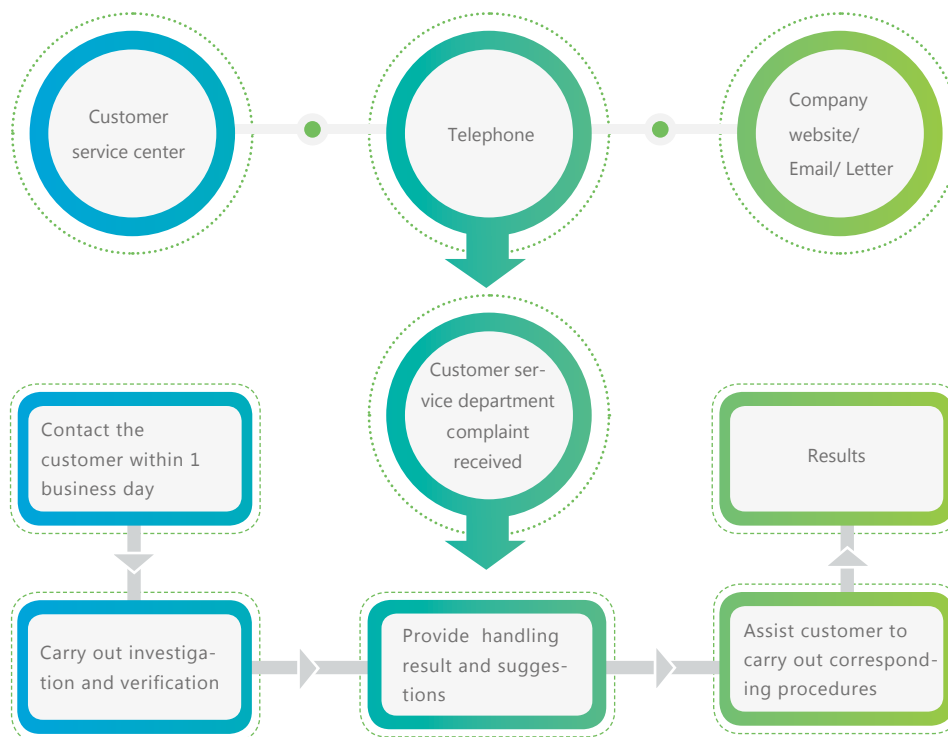 Customer
service center
Telephone
Company
website/
Email/ Letter
Customer ser-
vice department
complaint
received
Contact the
customer within 1
business day
Results
Carry out investiga-
tion and verification
Provide handling
result and sugges-
tions
Assist customer to
carry out correspond-
ing procedures